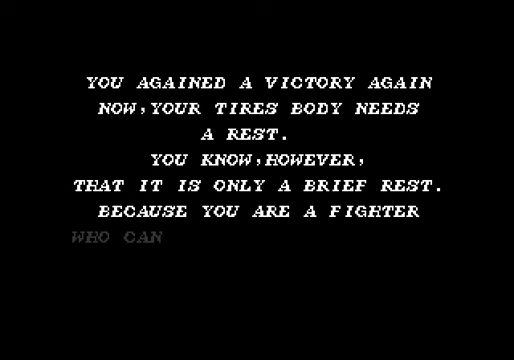 YOU AGAINED A VICTORY AGAIN
NOW,YOUR TIRES BODY NEEDS
A REST.
YOU KNOW,HOWEVER,
THAT IT IS ONLY A BRIEF REST.
BECAUSE YOU ARE A FIGHTER
WHO CAN